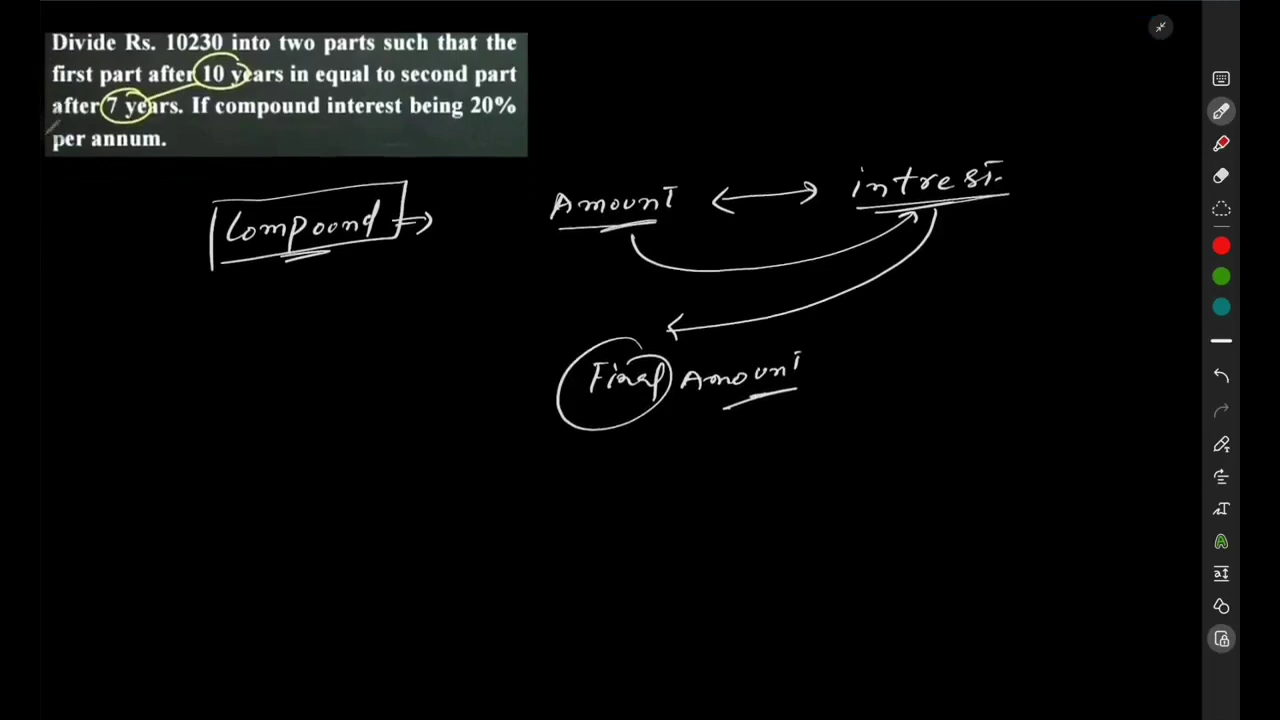 Divide Rs. 10230 into two parts such that the
first part after 10 years in equal to second part
after 7 years. If compound interest being 20%
per annum.
Compound
Amount
intrest.
Final Amount